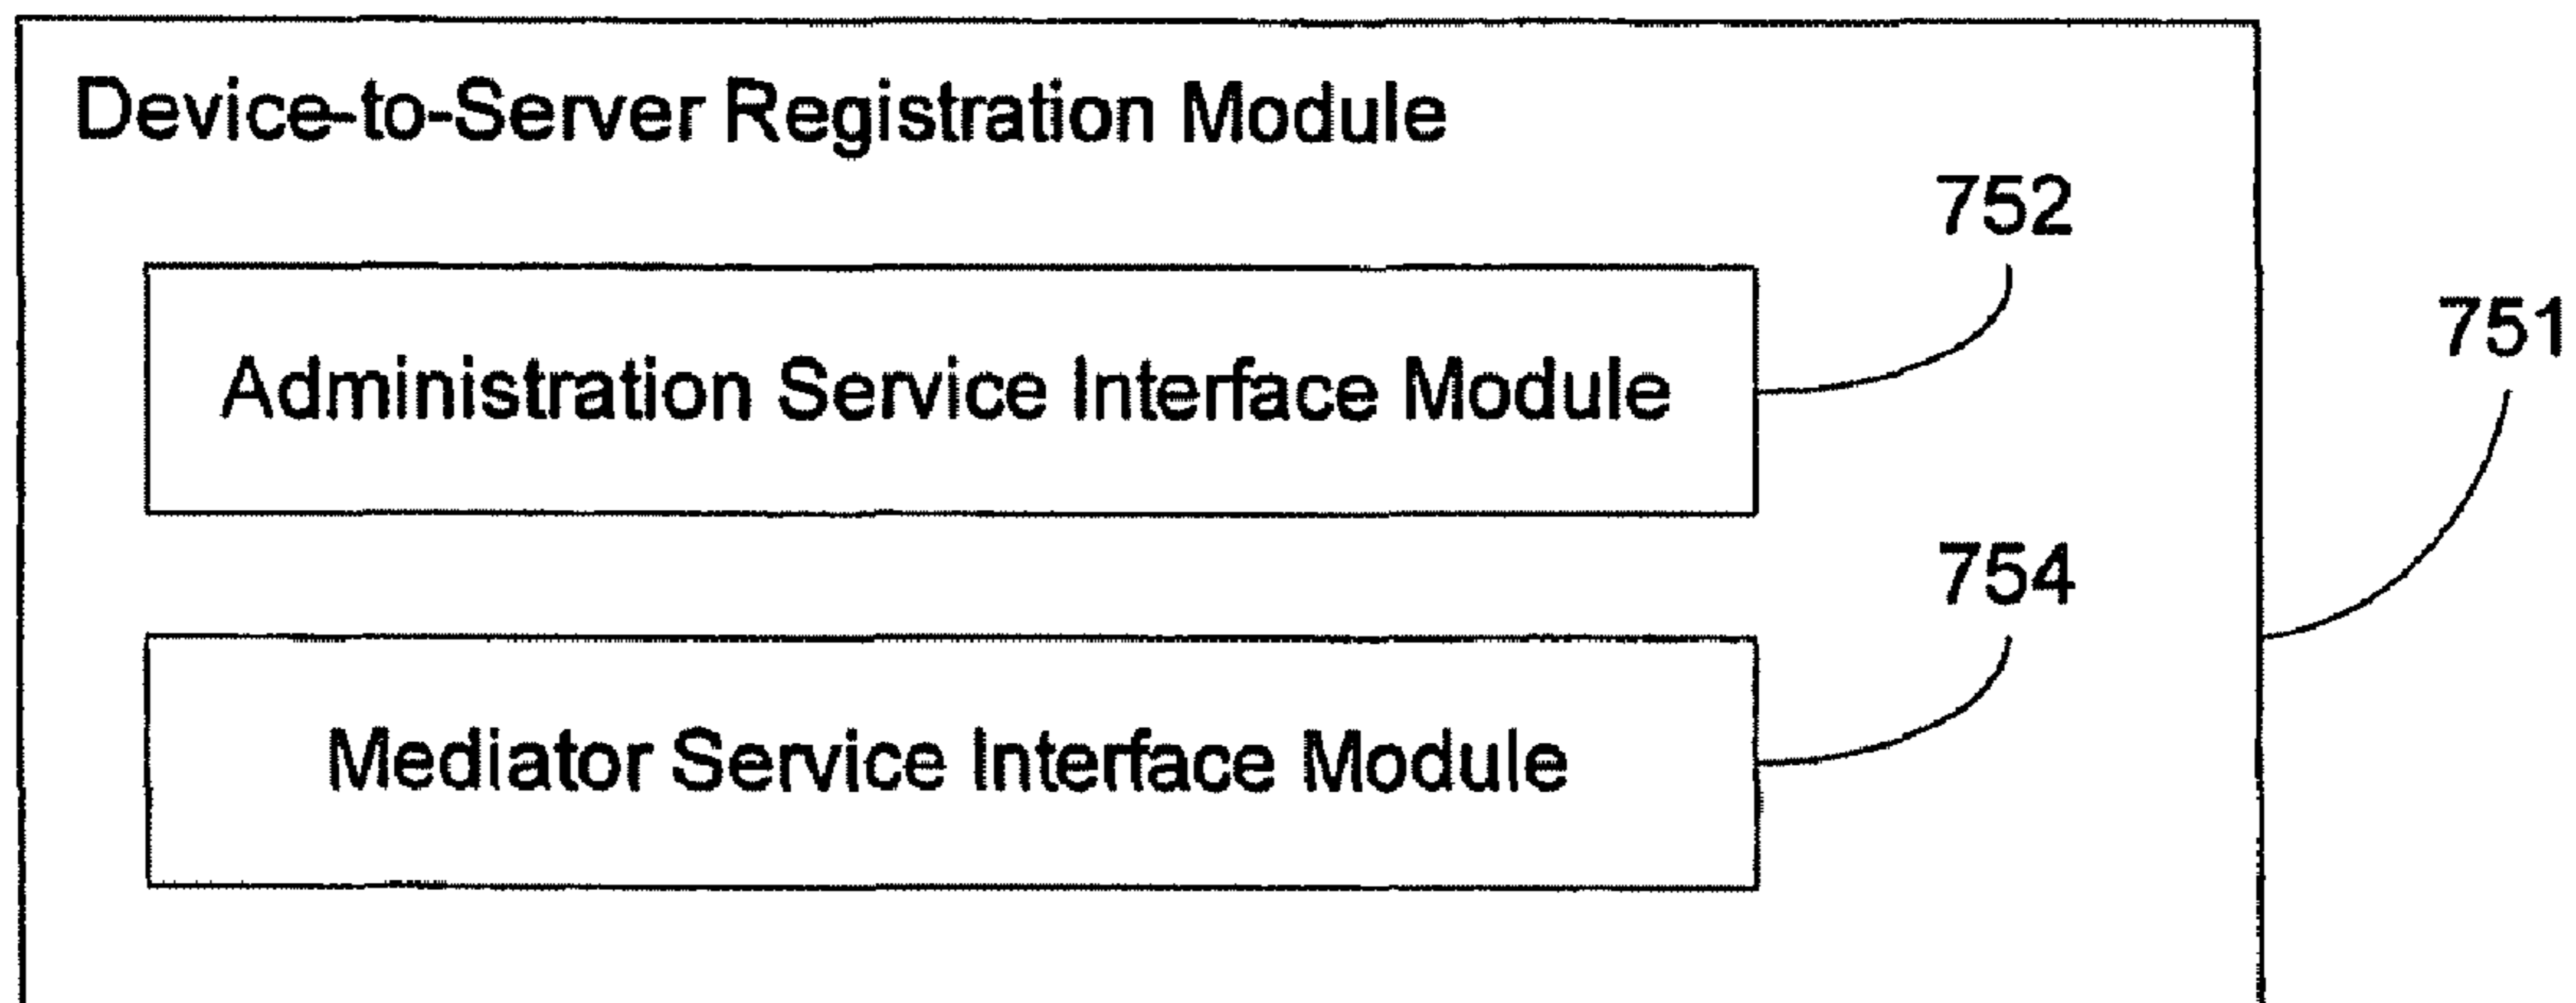 Device-to-Server Registration Module
752
751
Administration Service Interface Module
754
Mediator Service Interface Module